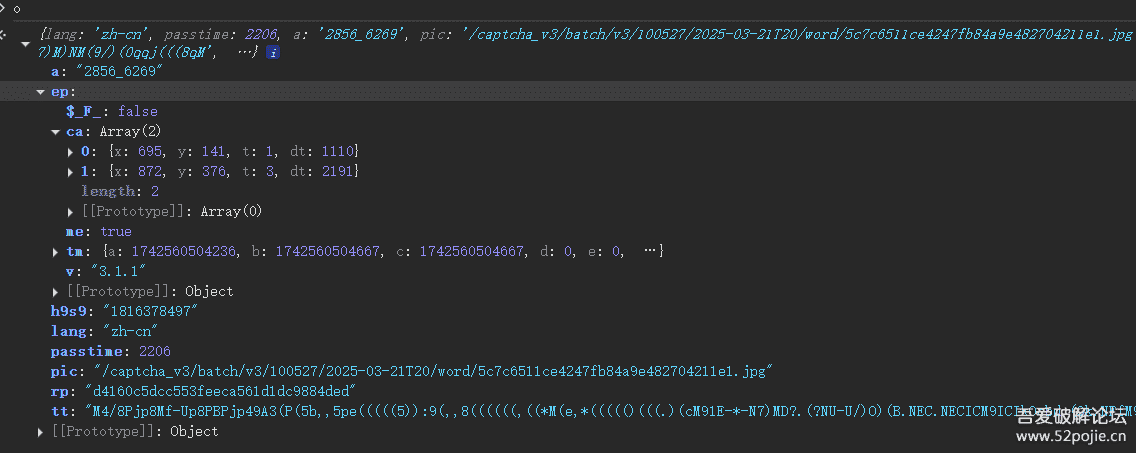 o
{lang: 'zh-cn', passtime: 2206, a: '2856_6269', pic: '/captcha_v3/batch/v3/100527/2025-03-21T20/word/5c7c6511ce4247fb84a9e482704211e1.jpg
7)M)NM(9/)(0qqj(((8qM', …}
a: "2856_6269"
ep:
$_F_: false
ca: Array(2)
0: {x: 695, y: 141, t: 1, dt: 1110}
1: {x: 872, y: 376, t: 3, dt: 2191}
length: 2
[[Prototype]]: Array(0)
me: true
tm: {a: 1742560504236, b: 1742560504667, c: 1742560504667, d: 0, e: 0, …}
v: "3.1.1"
[[Prototype]]: Object
h9s9: "1816378497"
lang: "zh-cn"
passtime: 2206
pic: "/captcha_v3/batch/v3/100527/2025-03-21T20/word/5c7c6511ce4247fb84a9e482704211e1.jpg"
rp: "d4160c5dcc553feeca561d1dc9884ded"
tt: "M4/8Pjp8Mf-Up8PBPjp49A3(P(5b,,5pe(((((5)):9(,,8((((((,((*M(e,*((((()(((.)(cM91E-*-N7)MD?.(?NU-U/)O)(B.NEC.NECICM9ICI
[[Prototype]]: Object
吾爱破解论坛
www.52pojie.cn